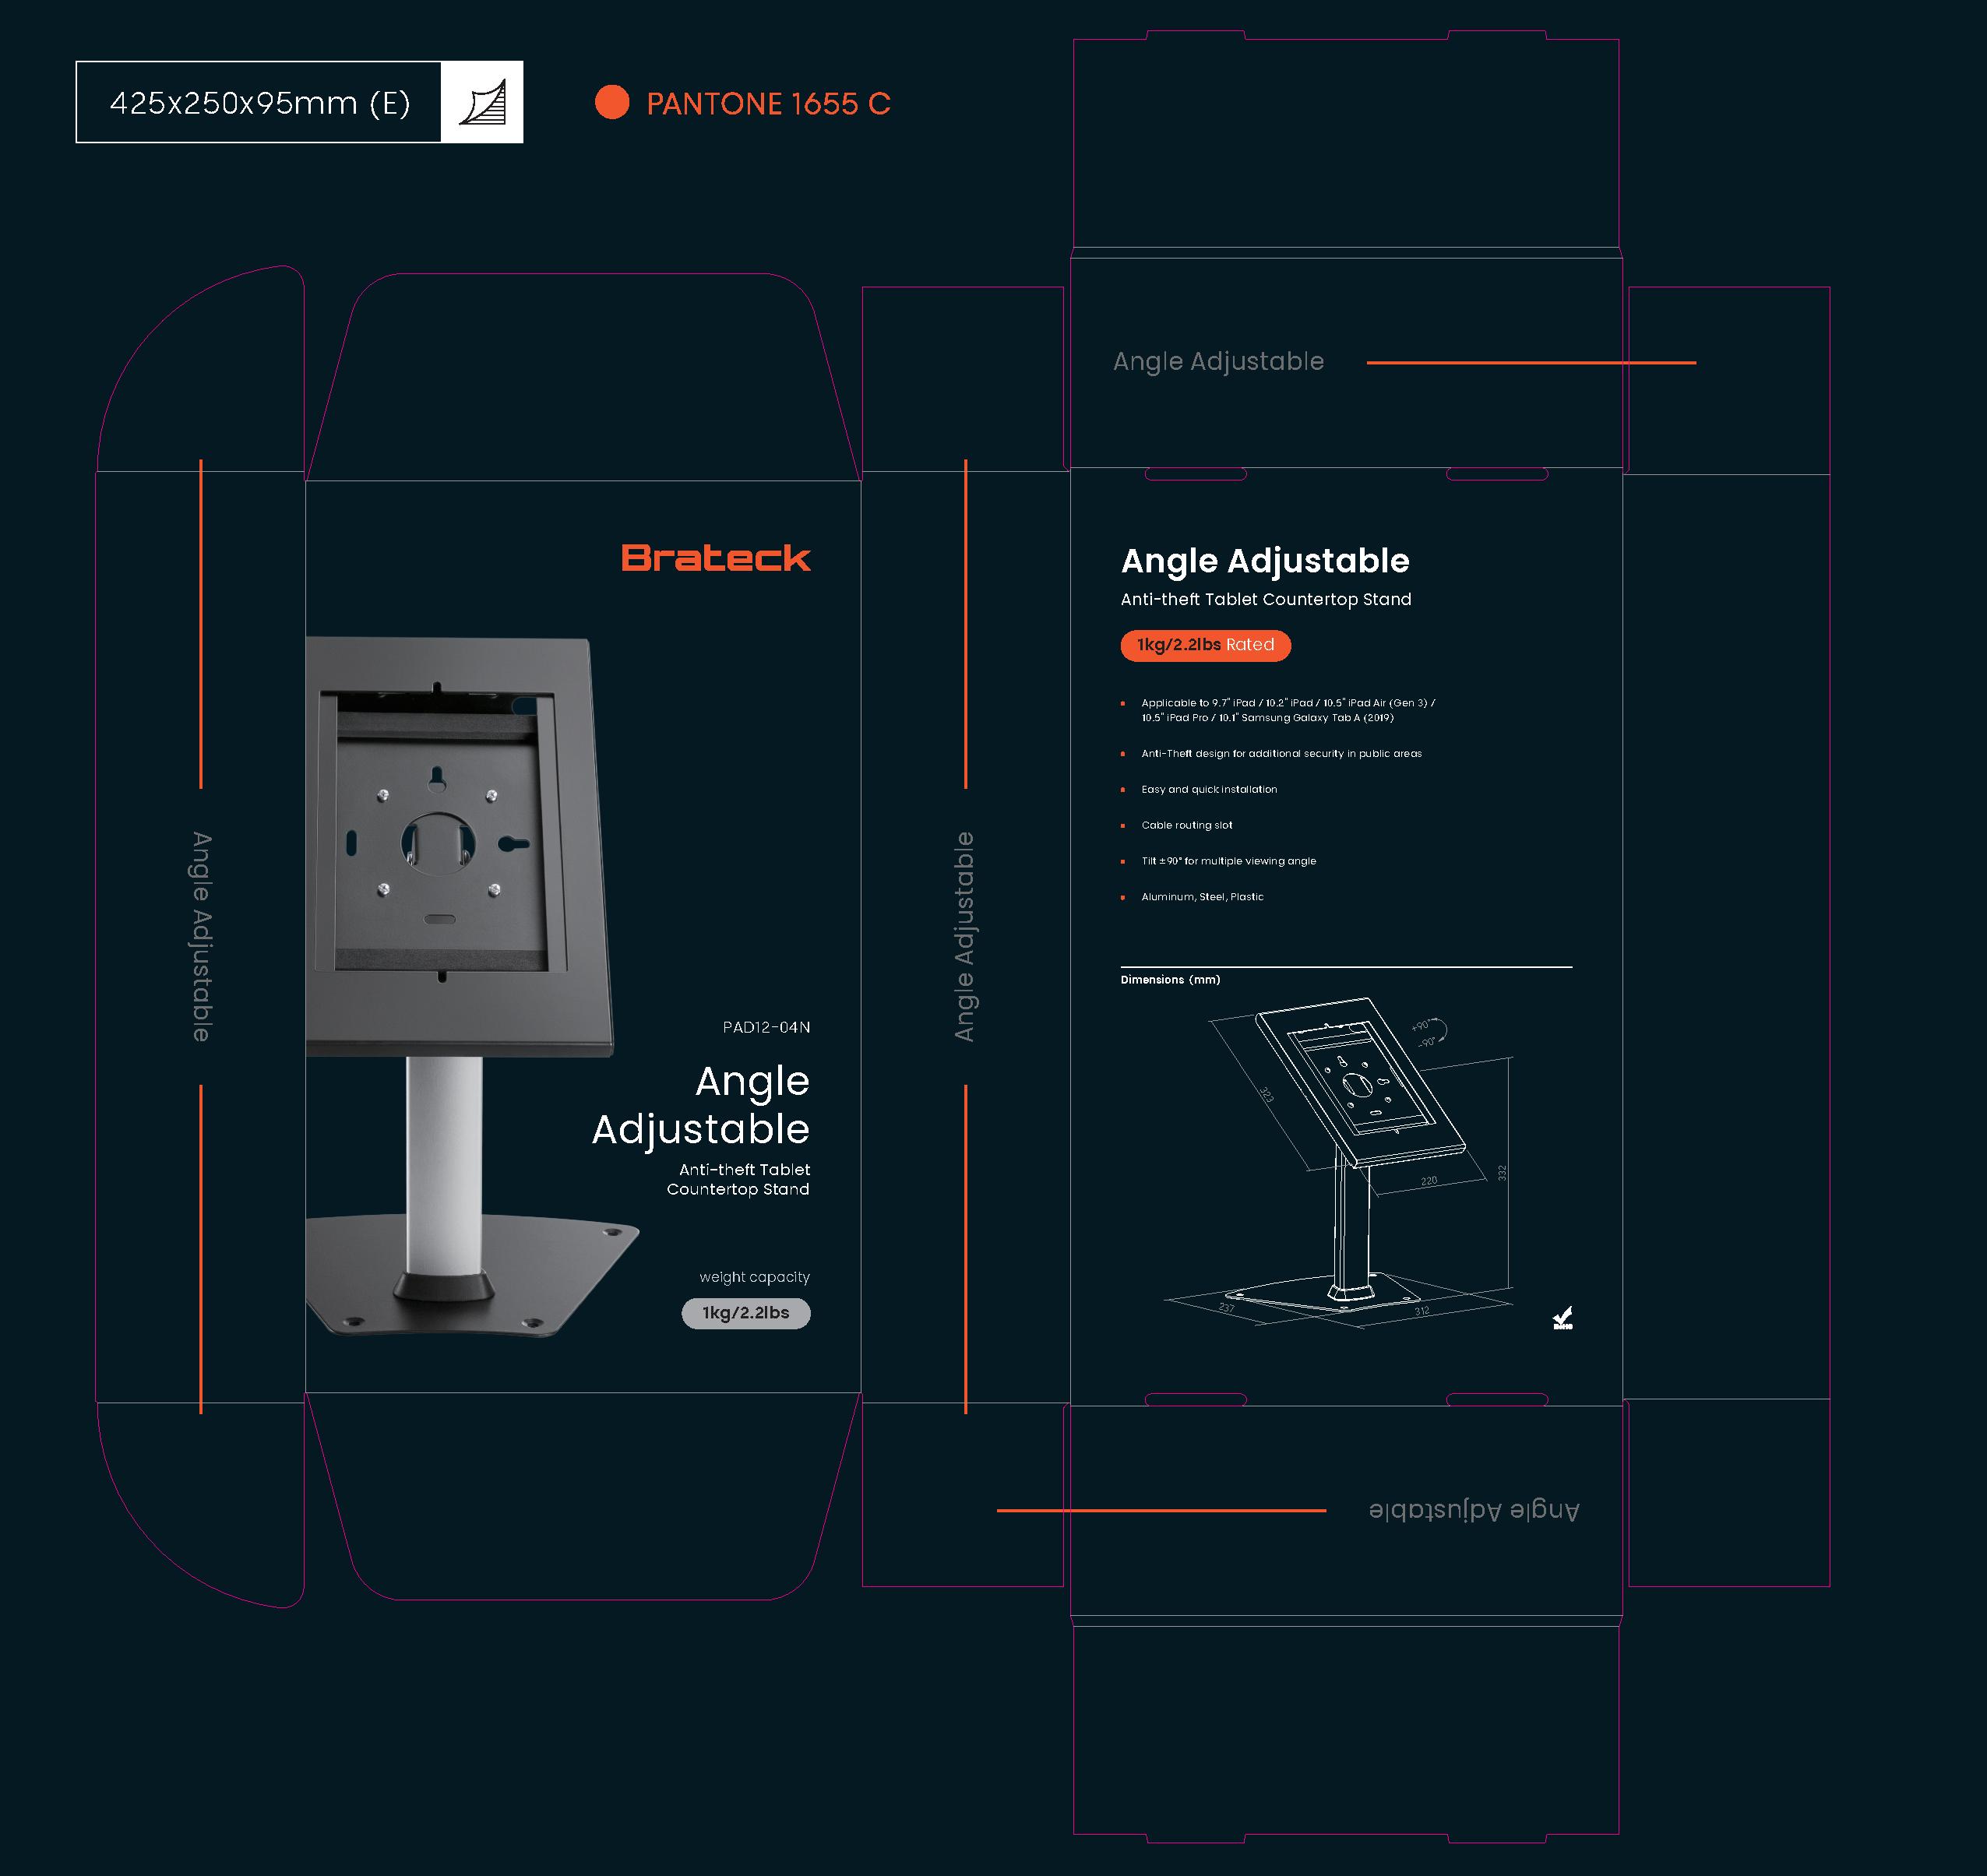 425x250x95mm (E)
PANTONE 1655 C
Angle Adjustable
Brateck
PAD12-04N
Angle
Adjustable
Anti-theft Tablet
Countertop Stand
weight capacity
1kg/2.2lbs
Angle Adjustable
Angle Adjustable
Angle Adjustable
Anti-theft Tablet Countertop Stand
1kg/2.2lbs Rated
Applicable to 9.7" iPad / 10.2" iPad / 10.5" iPad Air (Gen 3) /
10.5" iPad Pro / 10.1" Samsung Galaxy Tab A (2019)
Anti-Theft design for additional security in public areas
Easy and quick installation
Cable routing slot
Tilt ±90° for multiple viewing angle
Aluminum, Steel, Plastic
Dimensions (mm)
+90°
-90°
323
220
332
237
312
RoHS
Angle Adjustable